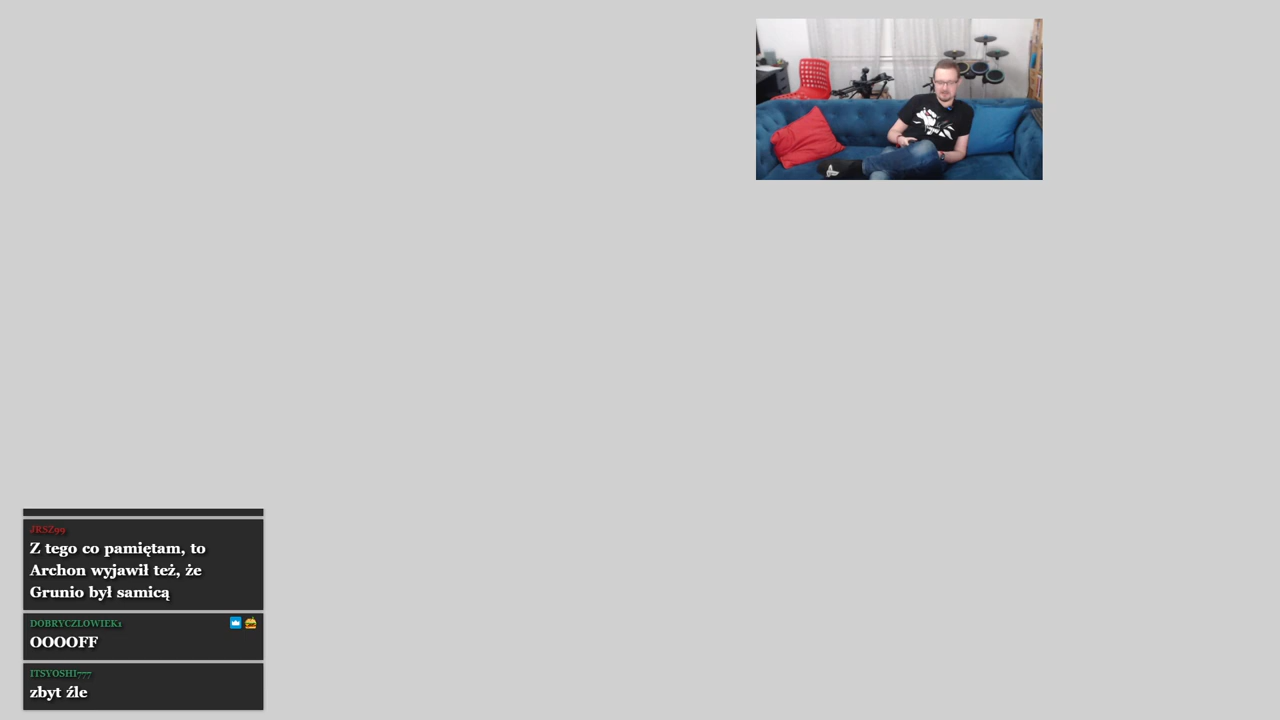 JRSZ99
Z tego co pamiętam, to
Archon wyjawił też, że
Grunio był samicą
DOBRYCZLOWIEK1
OOOOFF
ITSYOSHI777
zbyt źle